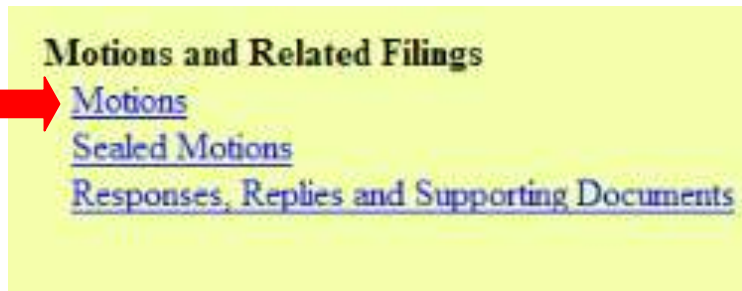 Motions and Related Filings
Motions
Sealed Motions
Responses, Replies and Supporting Documents